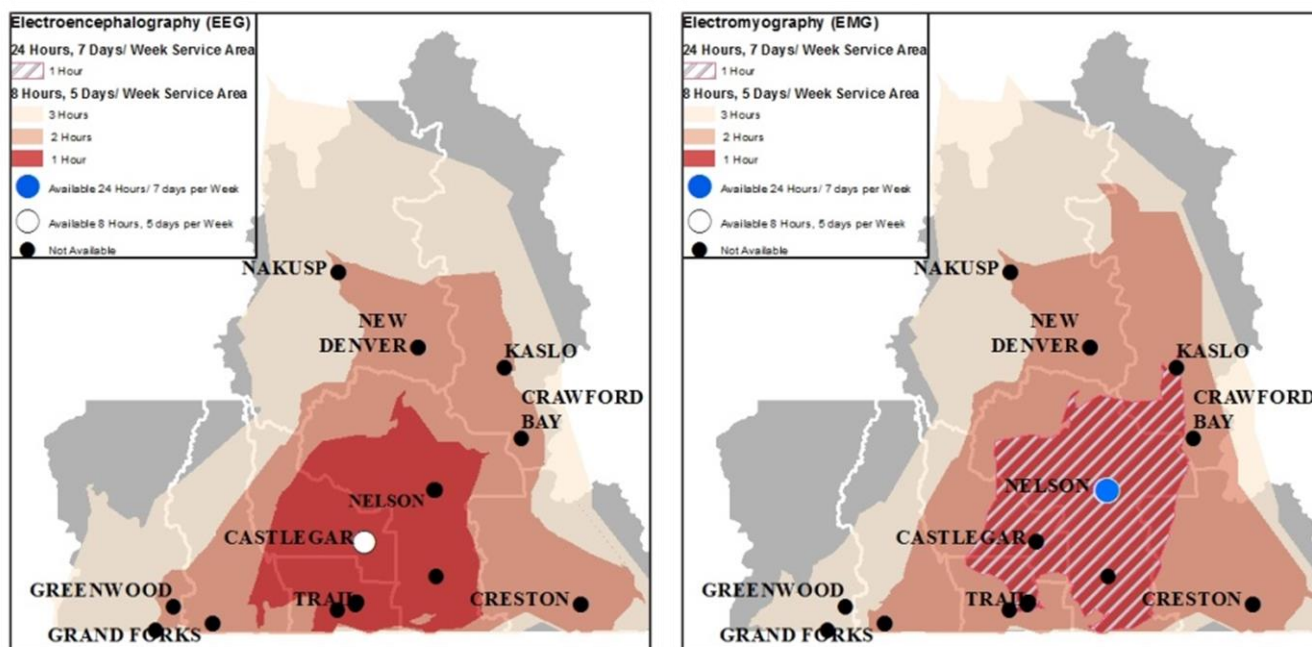 Electroencephalography (EEG)
24 Hours, 7 Days/ Week Service Area
1 Hour
8 Hours, 5 Days/ Week Service Area
3 Hours
2 Hours
1 Hour
Available 24 Hours/ 7 days per Week
Available 8 Hours, 5 days per Week
Not Available
NAKUSP
NEW
DENVER
KASLO
CRAWFORD
BAY
NELSON
CASTLEGAR
GREENWOOD
TRAIL
CRESTON
GRAND FORKS
Electromyography (EMG)
24 Hours, 7 Days/ Week Service Area
1 Hour
8 Hours, 5 Days/ Week Service Area
3 Hours
2 Hours
1 Hour
Available 24 Hours/ 7 days per Week
Available 8 Hours, 5 days per Week
Not Available
NAKUSP
NEW
DENVER
KASLO
CRAWFORD
BAY
NELSON
CASTLEGAR
GREENWOOD
TRAIL
CRESTON
GRAND FORKS